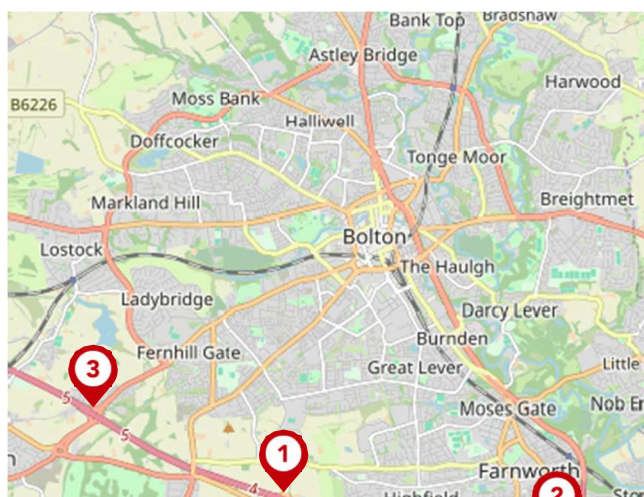 Bank Top
Bradshaw
Astley Bridge
Harwood
B6226
Moss Bank
Halliwell
Doffcocker
Tonge Moor
Markland Hill
Breightmet
Bolton
Lostock
The Haulgh
Ladybridge
Darcy Lever
Burnden
Fernhill Gate
Great Lever
Little
3
5
Moses Gate
Nob En
5
1
Farnworth
4
2
Highfield